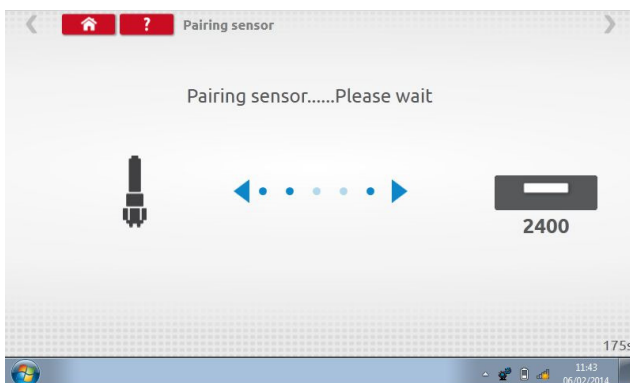 ? Pairing sensor
Pairing sensor......Please wait
2400
175s
11:43
06/02/2014